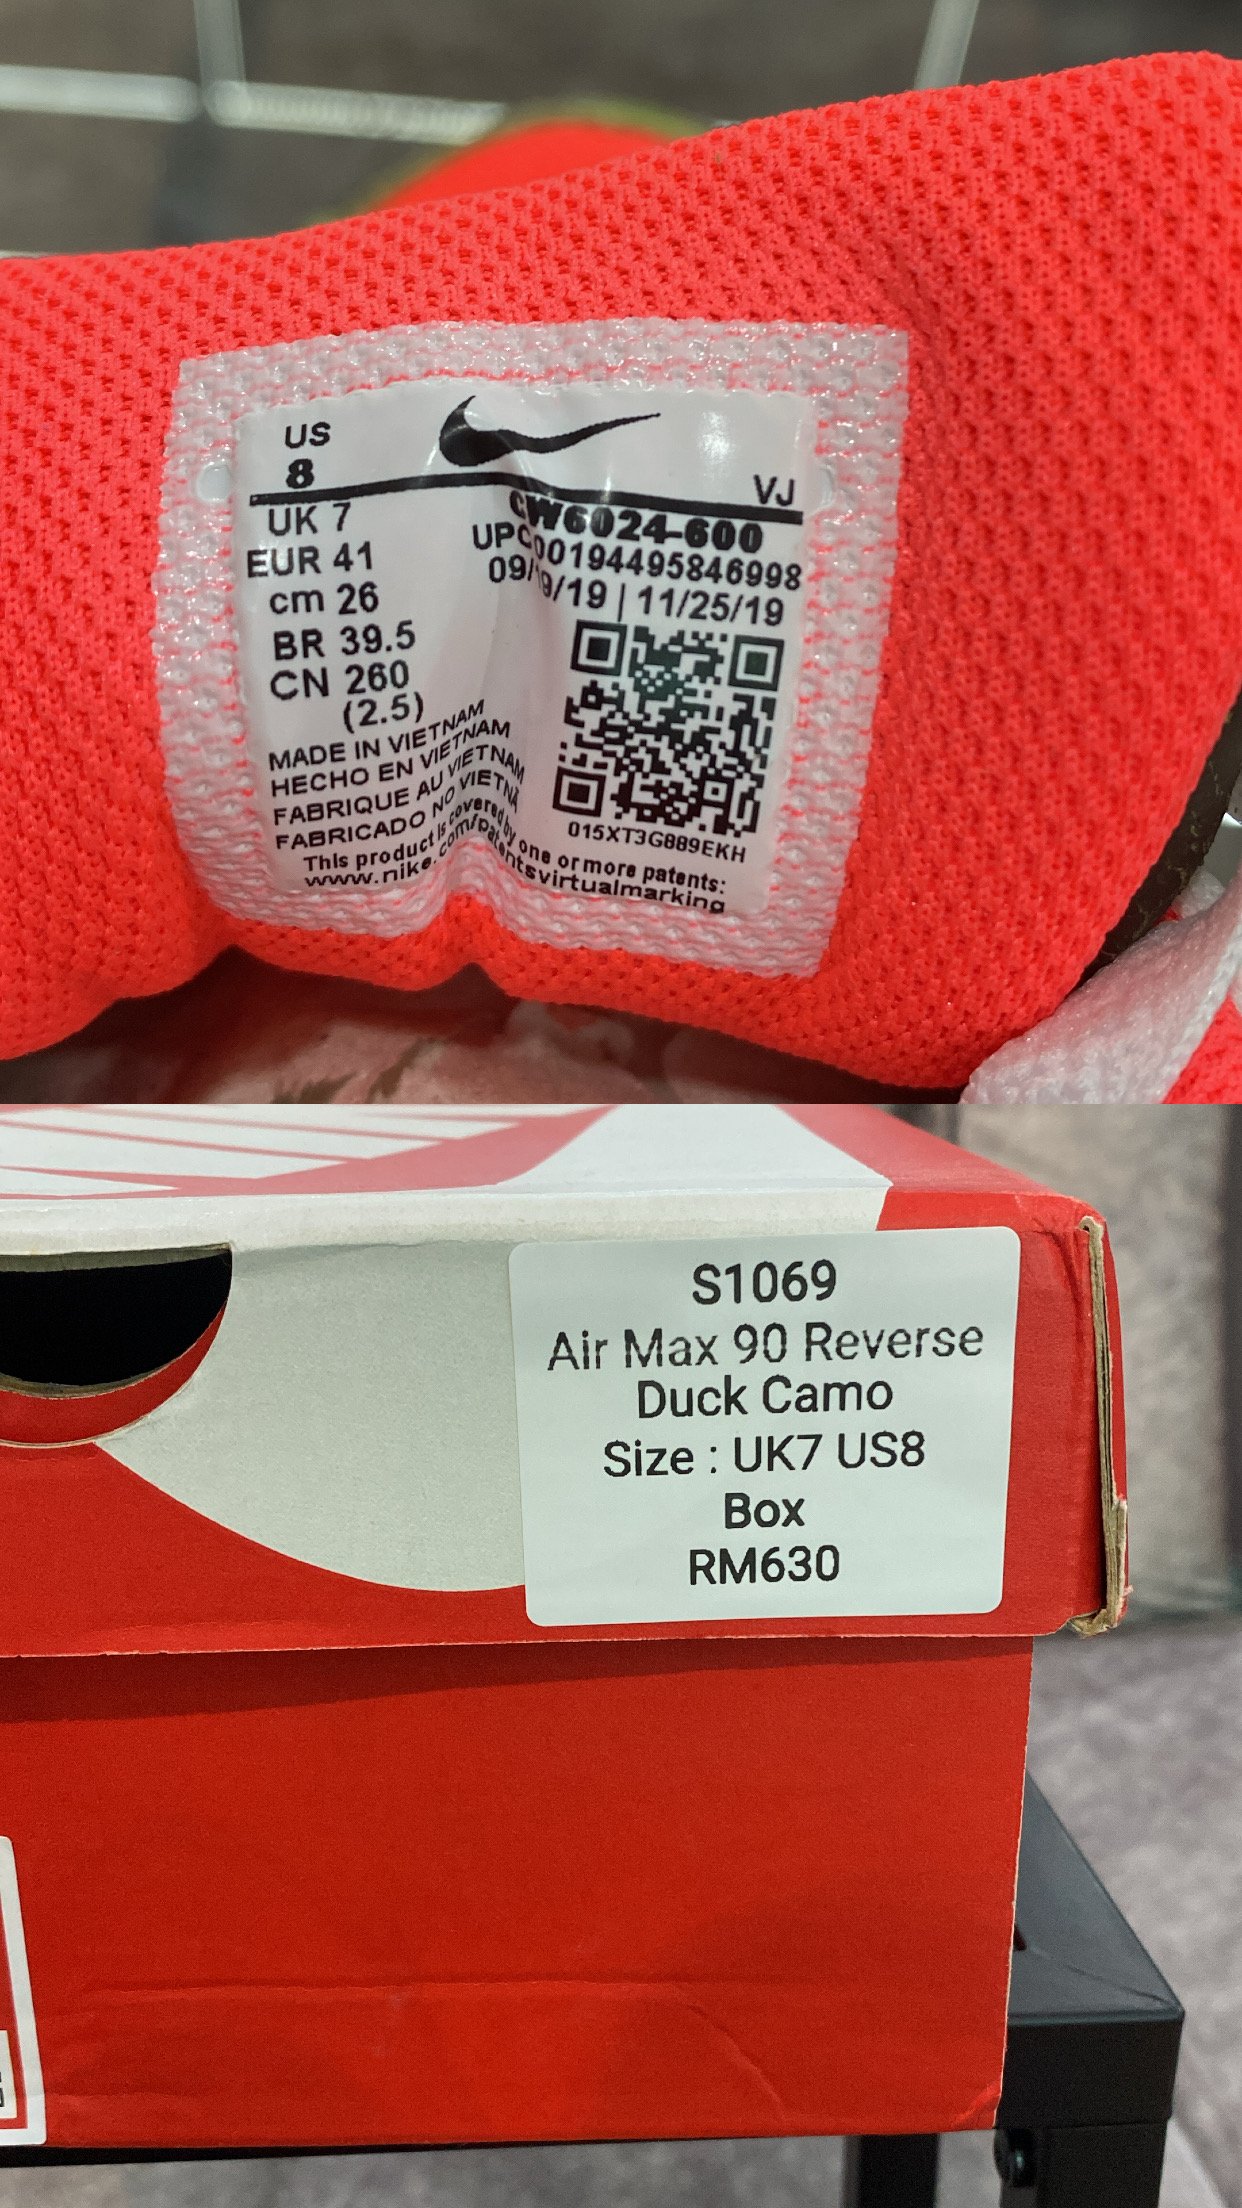 US
8
VJ
UK 7
EUR 41
cm 26
BR 39.5
CN 260
(2.5)
CW6024-600
UPC 00194495846998
09/19/19 | 11/25/19
MADE IN VIETNAM
HECHO EN VIETNAM
FABRIQUE AU VIETNAM
FABRICADO NO VIETNÃ
015XT3G889EKH
This product is covered by one or more patents:
www.nike.com/patentsvirtualmarking
S1069
Air Max 90 Reverse
Duck Camo
Size : UK7 US8
Box
RM630